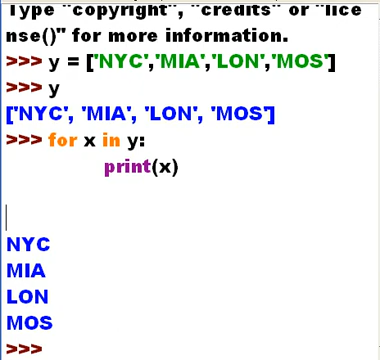 Type "copyright", "credits" or "lice
nse()" for more information.
>>> y = ['NYC','MIA','LON','MOS']
>>> y
['NYC', 'MIA', 'LON', 'MOS']
>>> for x in y:
print(x)
NYC
MIA
LON
MOS
>>>